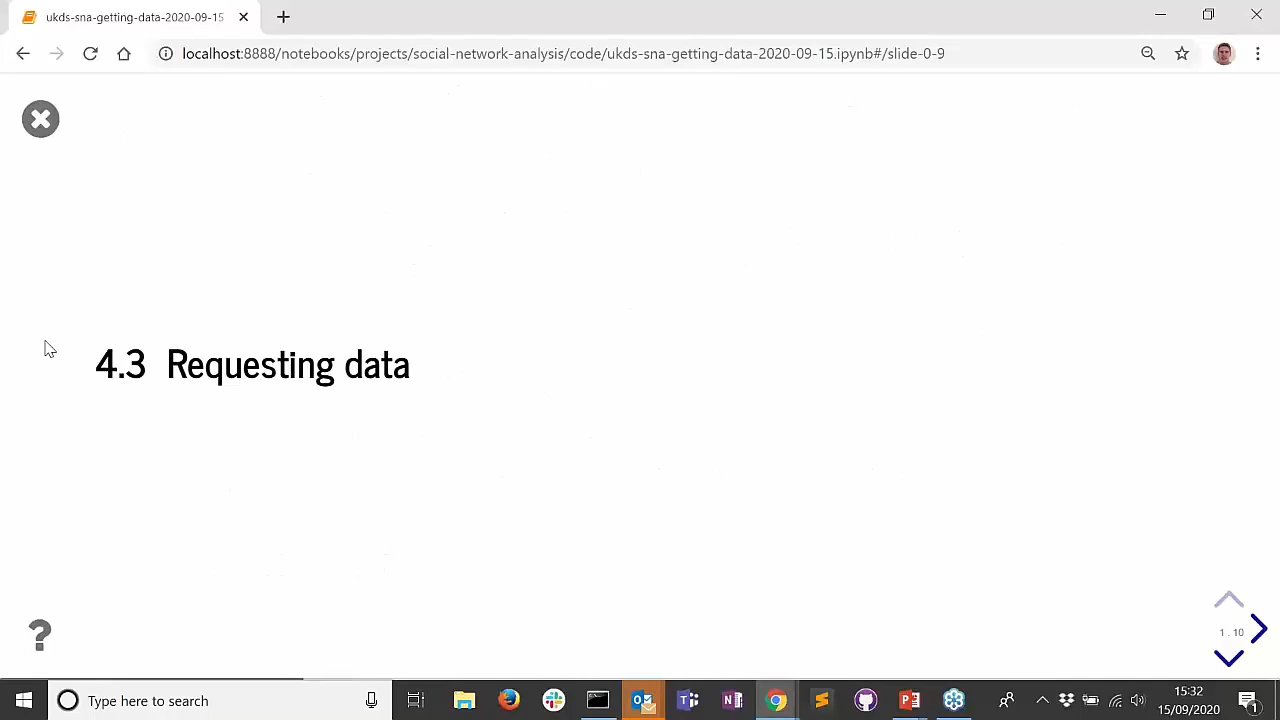 ukds-sna-getting-data-2020-09-15
localhost:8888/notebooks/projects/social-network-analysis/code/ukds-sna-getting-data-2020-09-15.ipynb#/slide-0-9
4.3 Requesting data
?
1 . 10
Type here to search
15:32
15/09/2020
1